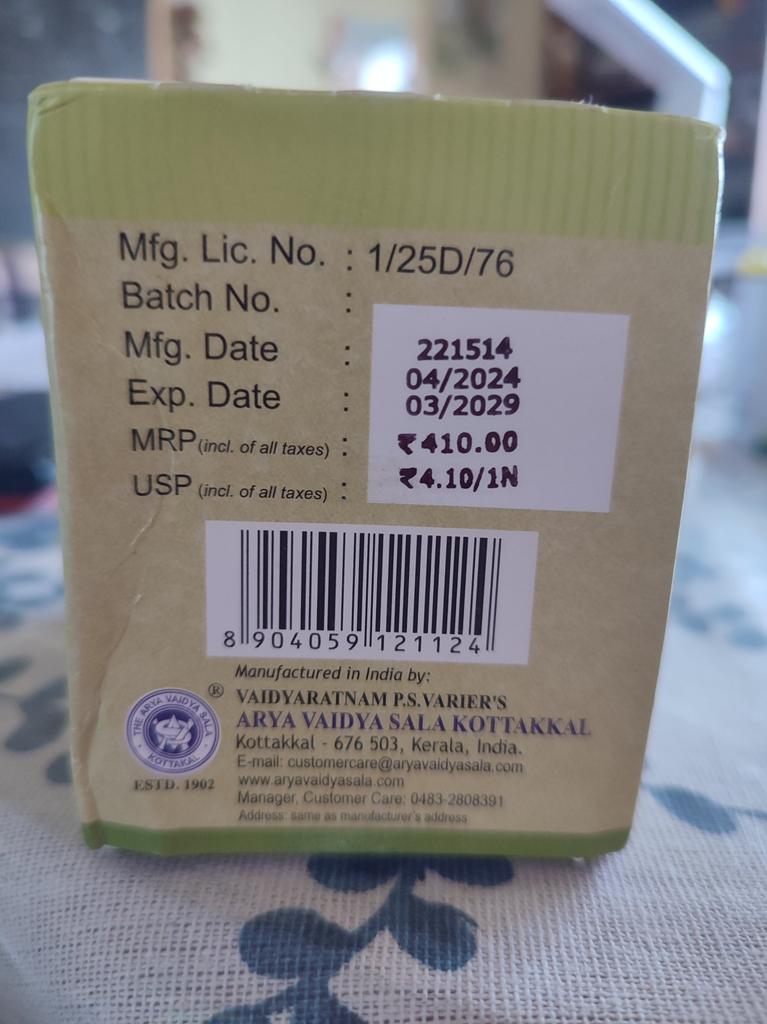 Mfg. Lic. No. : 1/25D/76
Batch No. : 221514
Mfg. Date : 04/2024
Exp. Date : 03/2029
MRP (incl. of all taxes) : ₹410.00
USP (incl. of all taxes) : ₹4.10/1N
8 904059 121124
Manufactured in India by:
® VAIDYARATNAM P.S.VARIER'S
ARYA VAIDYA SALA KOTTAKKAL
Kottakkal - 676 503, Kerala, India.
E-mail: customercare@aryavaidyasala.com
www.aryavaidyasala.com
Manager, Customer Care: 0483-2808391
Address: same as manufacturer's address
THE ARYA VAIDYA SALA
KOTTAKAL
ESTD. 1902